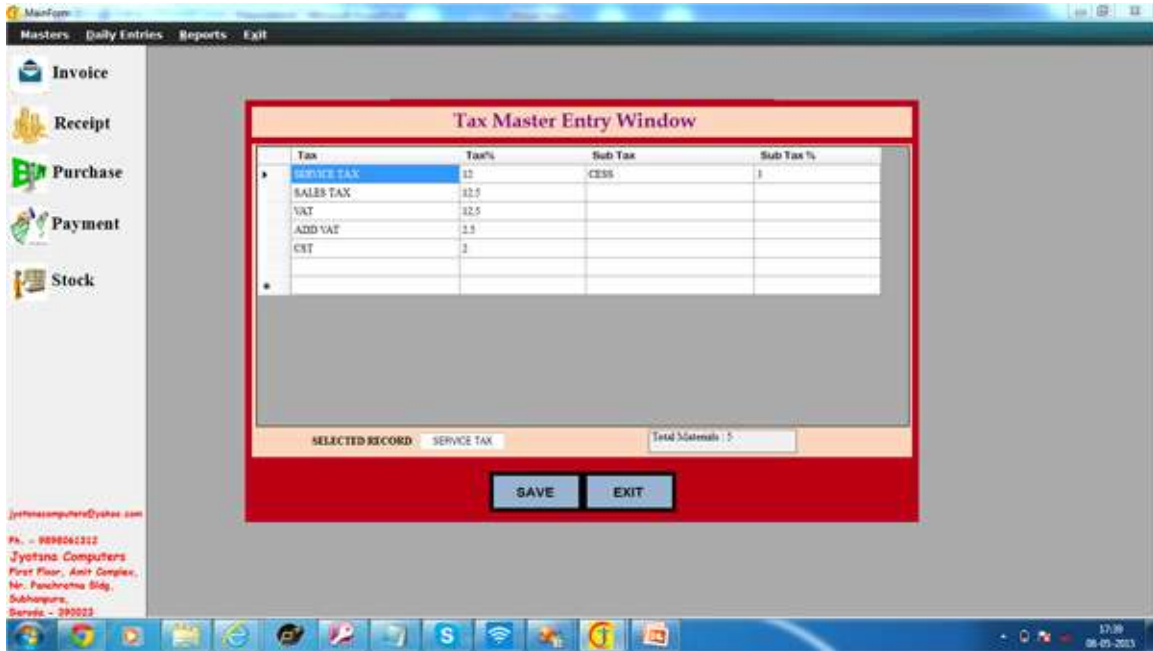 MainForm
Masters Daily Entries Reports Exit
Invoice
Receipt
Purchase
Payment
Stock
Tax Master Entry Window
Tax Tax% Sub Tax Sub Tax %
SERVICE TAX 12 CESS 3
SALES TAX 12.5
VAT 12.5
ADD VAT 2.5
CST 2
SELECTED RECORD SERVICE TAX
Total Materials : 5
SAVE EXIT
jyotsnacomputers@yahoo.com
Ph. - 9898061312
Jyotsna Computers
First Floor, Amit Complex,
Nr. Panchratna Bldg,
Subhanpura,
Baroda - 390023
17:39
06-05-2015